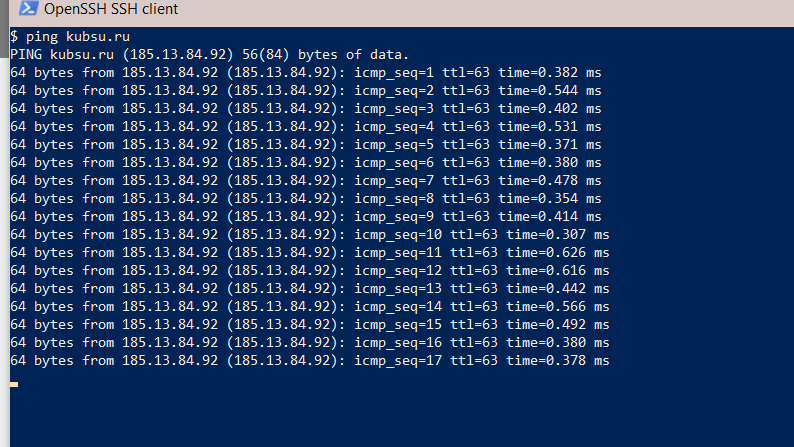 OpenSSH SSH client
$ ping kubsu.ru
PING kubsu.ru (185.13.84.92) 56(84) bytes of data.
64 bytes from 185.13.84.92 (185.13.84.92): icmp_seq=1 ttl=63 time=0.382 ms
64 bytes from 185.13.84.92 (185.13.84.92): icmp_seq=2 ttl=63 time=0.544 ms
64 bytes from 185.13.84.92 (185.13.84.92): icmp_seq=3 ttl=63 time=0.402 ms
64 bytes from 185.13.84.92 (185.13.84.92): icmp_seq=4 ttl=63 time=0.531 ms
64 bytes from 185.13.84.92 (185.13.84.92): icmp_seq=5 ttl=63 time=0.371 ms
64 bytes from 185.13.84.92 (185.13.84.92): icmp_seq=6 ttl=63 time=0.380 ms
64 bytes from 185.13.84.92 (185.13.84.92): icmp_seq=7 ttl=63 time=0.478 ms
64 bytes from 185.13.84.92 (185.13.84.92): icmp_seq=8 ttl=63 time=0.354 ms
64 bytes from 185.13.84.92 (185.13.84.92): icmp_seq=9 ttl=63 time=0.414 ms
64 bytes from 185.13.84.92 (185.13.84.92): icmp_seq=10 ttl=63 time=0.307 ms
64 bytes from 185.13.84.92 (185.13.84.92): icmp_seq=11 ttl=63 time=0.626 ms
64 bytes from 185.13.84.92 (185.13.84.92): icmp_seq=12 ttl=63 time=0.616 ms
64 bytes from 185.13.84.92 (185.13.84.92): icmp_seq=13 ttl=63 time=0.442 ms
64 bytes from 185.13.84.92 (185.13.84.92): icmp_seq=14 ttl=63 time=0.566 ms
64 bytes from 185.13.84.92 (185.13.84.92): icmp_seq=15 ttl=63 time=0.492 ms
64 bytes from 185.13.84.92 (185.13.84.92): icmp_seq=16 ttl=63 time=0.380 ms
64 bytes from 185.13.84.92 (185.13.84.92): icmp_seq=17 ttl=63 time=0.378 ms